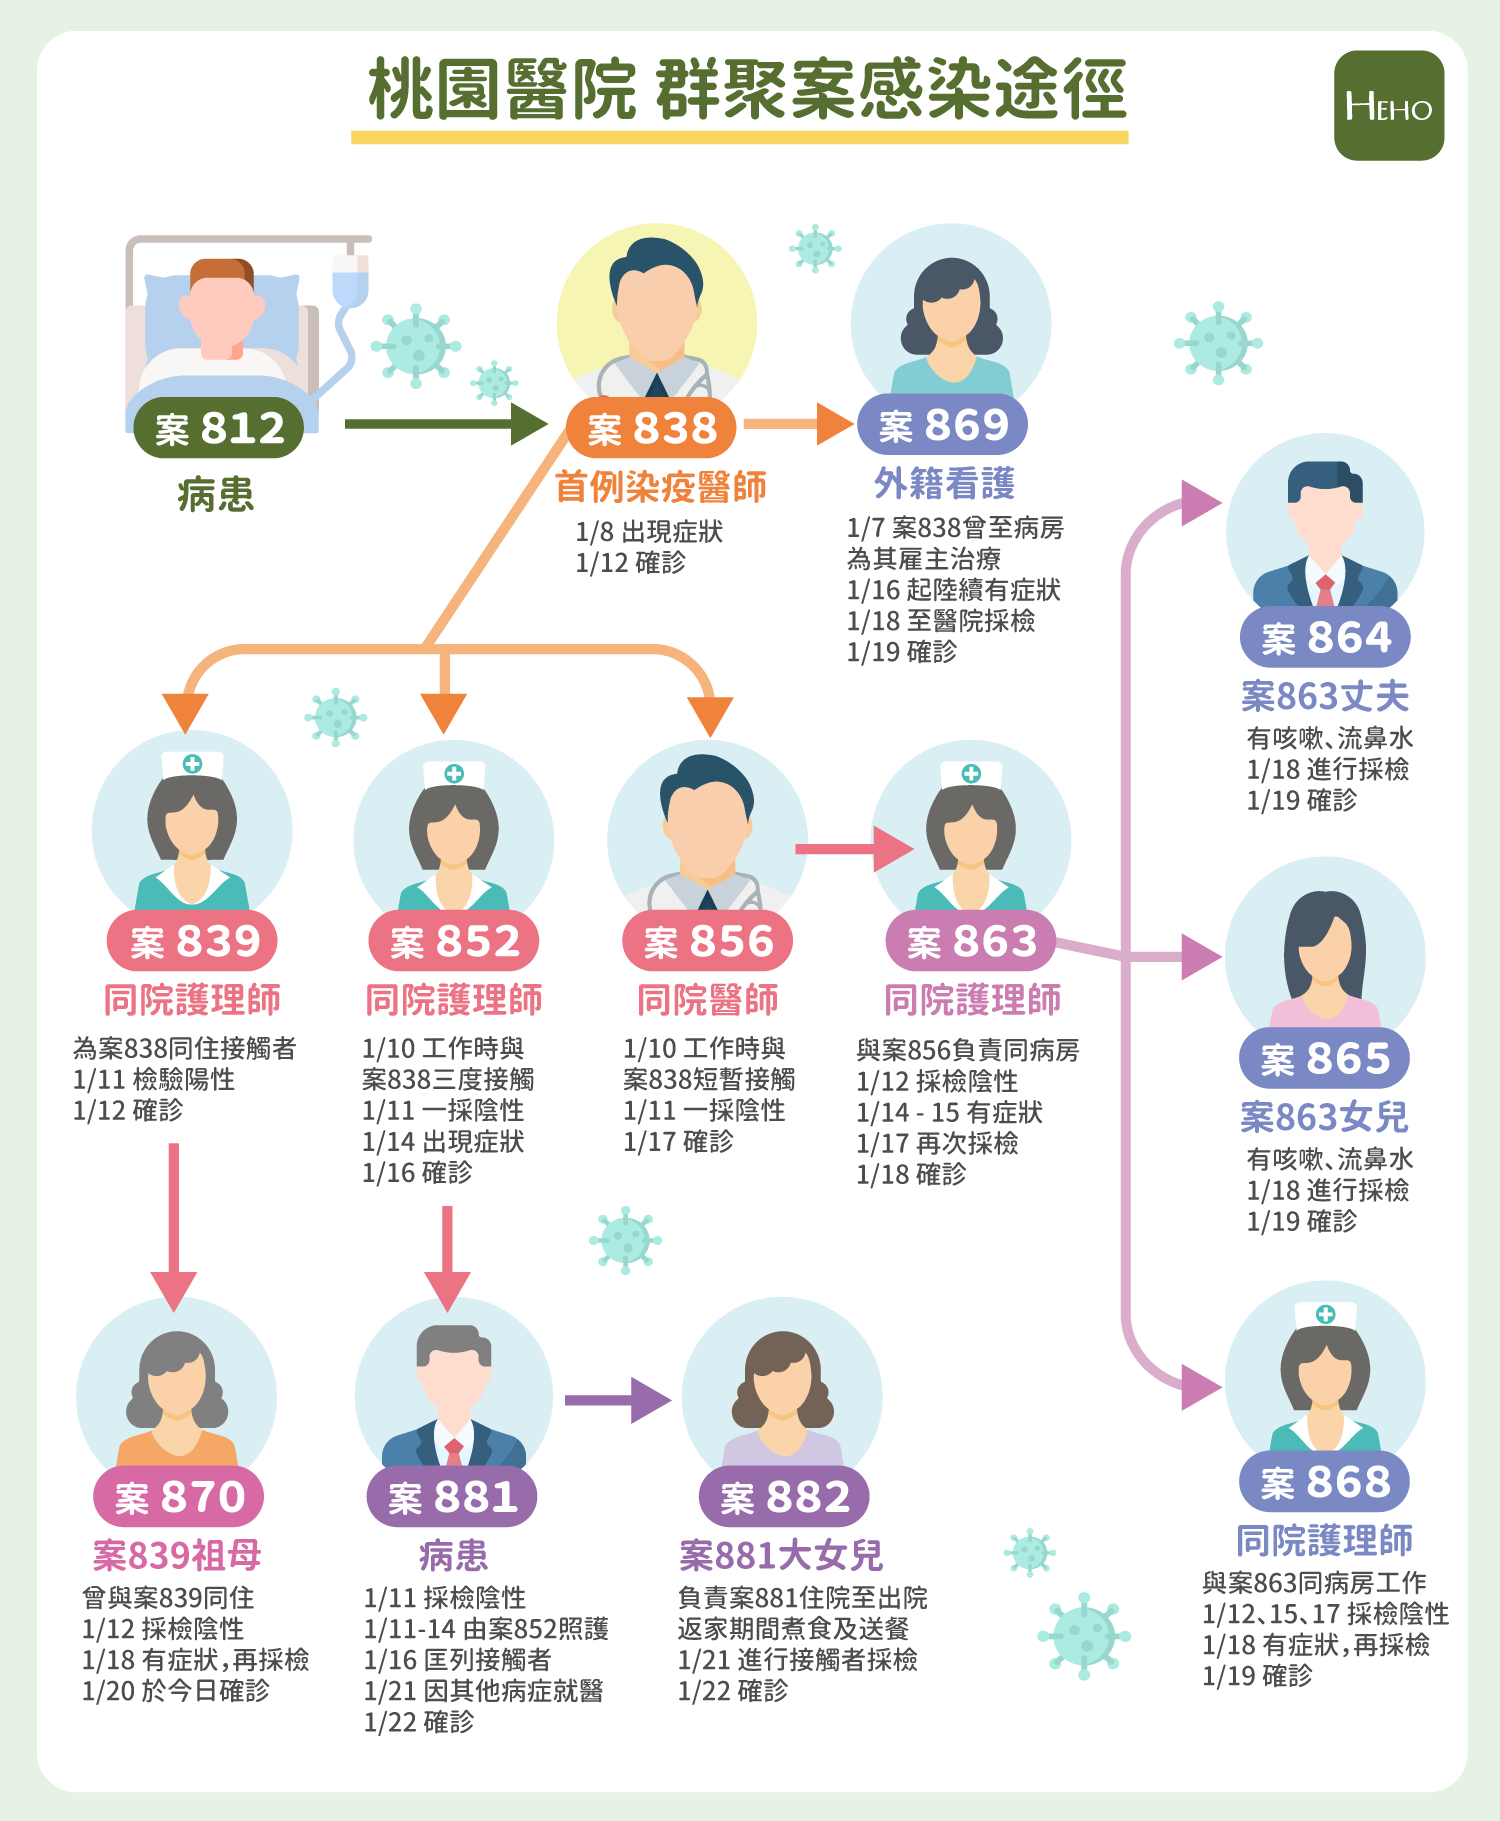 桃園醫院 群聚案感染途徑
HEHO
案 812
病患
案 838
首例染疫醫師
1/8 出現症狀
1/12 確診
案 869
外籍看護
1/7 案838曾至病房
為其雇主治療
1/16 起陸續有症狀
1/18 至醫院採檢
1/19 確診
案 864
案863丈夫
有咳嗽、流鼻水
1/18 進行採檢
1/19 確診
案 839
同院護理師
為案838同住接觸者
1/11 檢驗陽性
1/12 確診
案 852
同院護理師
1/10 工作時與
案838三度接觸
1/11 一採陰性
1/14 出現症狀
1/16 確診
案 856
同院醫師
1/10 工作時與
案838短暫接觸
1/11 一採陰性
1/17 確診
案 863
同院護理師
與案856負責同病房
1/12 採檢陰性
1/14 - 15 有症狀
1/17 再次採檢
1/18 確診
案 865
案863女兒
有咳嗽、流鼻水
1/18 進行採檢
1/19 確診
案 870
案839祖母
曾與案839同住
1/12 採檢陰性
1/18 有症狀,再採檢
1/20 於今日確診
案 881
病患
1/11 採檢陰性
1/11-14 由案852照護
1/16 匡列接觸者
1/21 因其他病症就醫
1/22 確診
案 882
案881大女兒
負責案881住院至出院
返家期間煮食及送餐
1/21 進行接觸者採檢
1/22 確診
案 868
同院護理師
與案863同病房工作
1/12、15、17 採檢陰性
1/18 有症狀,再採檢
1/19 確診